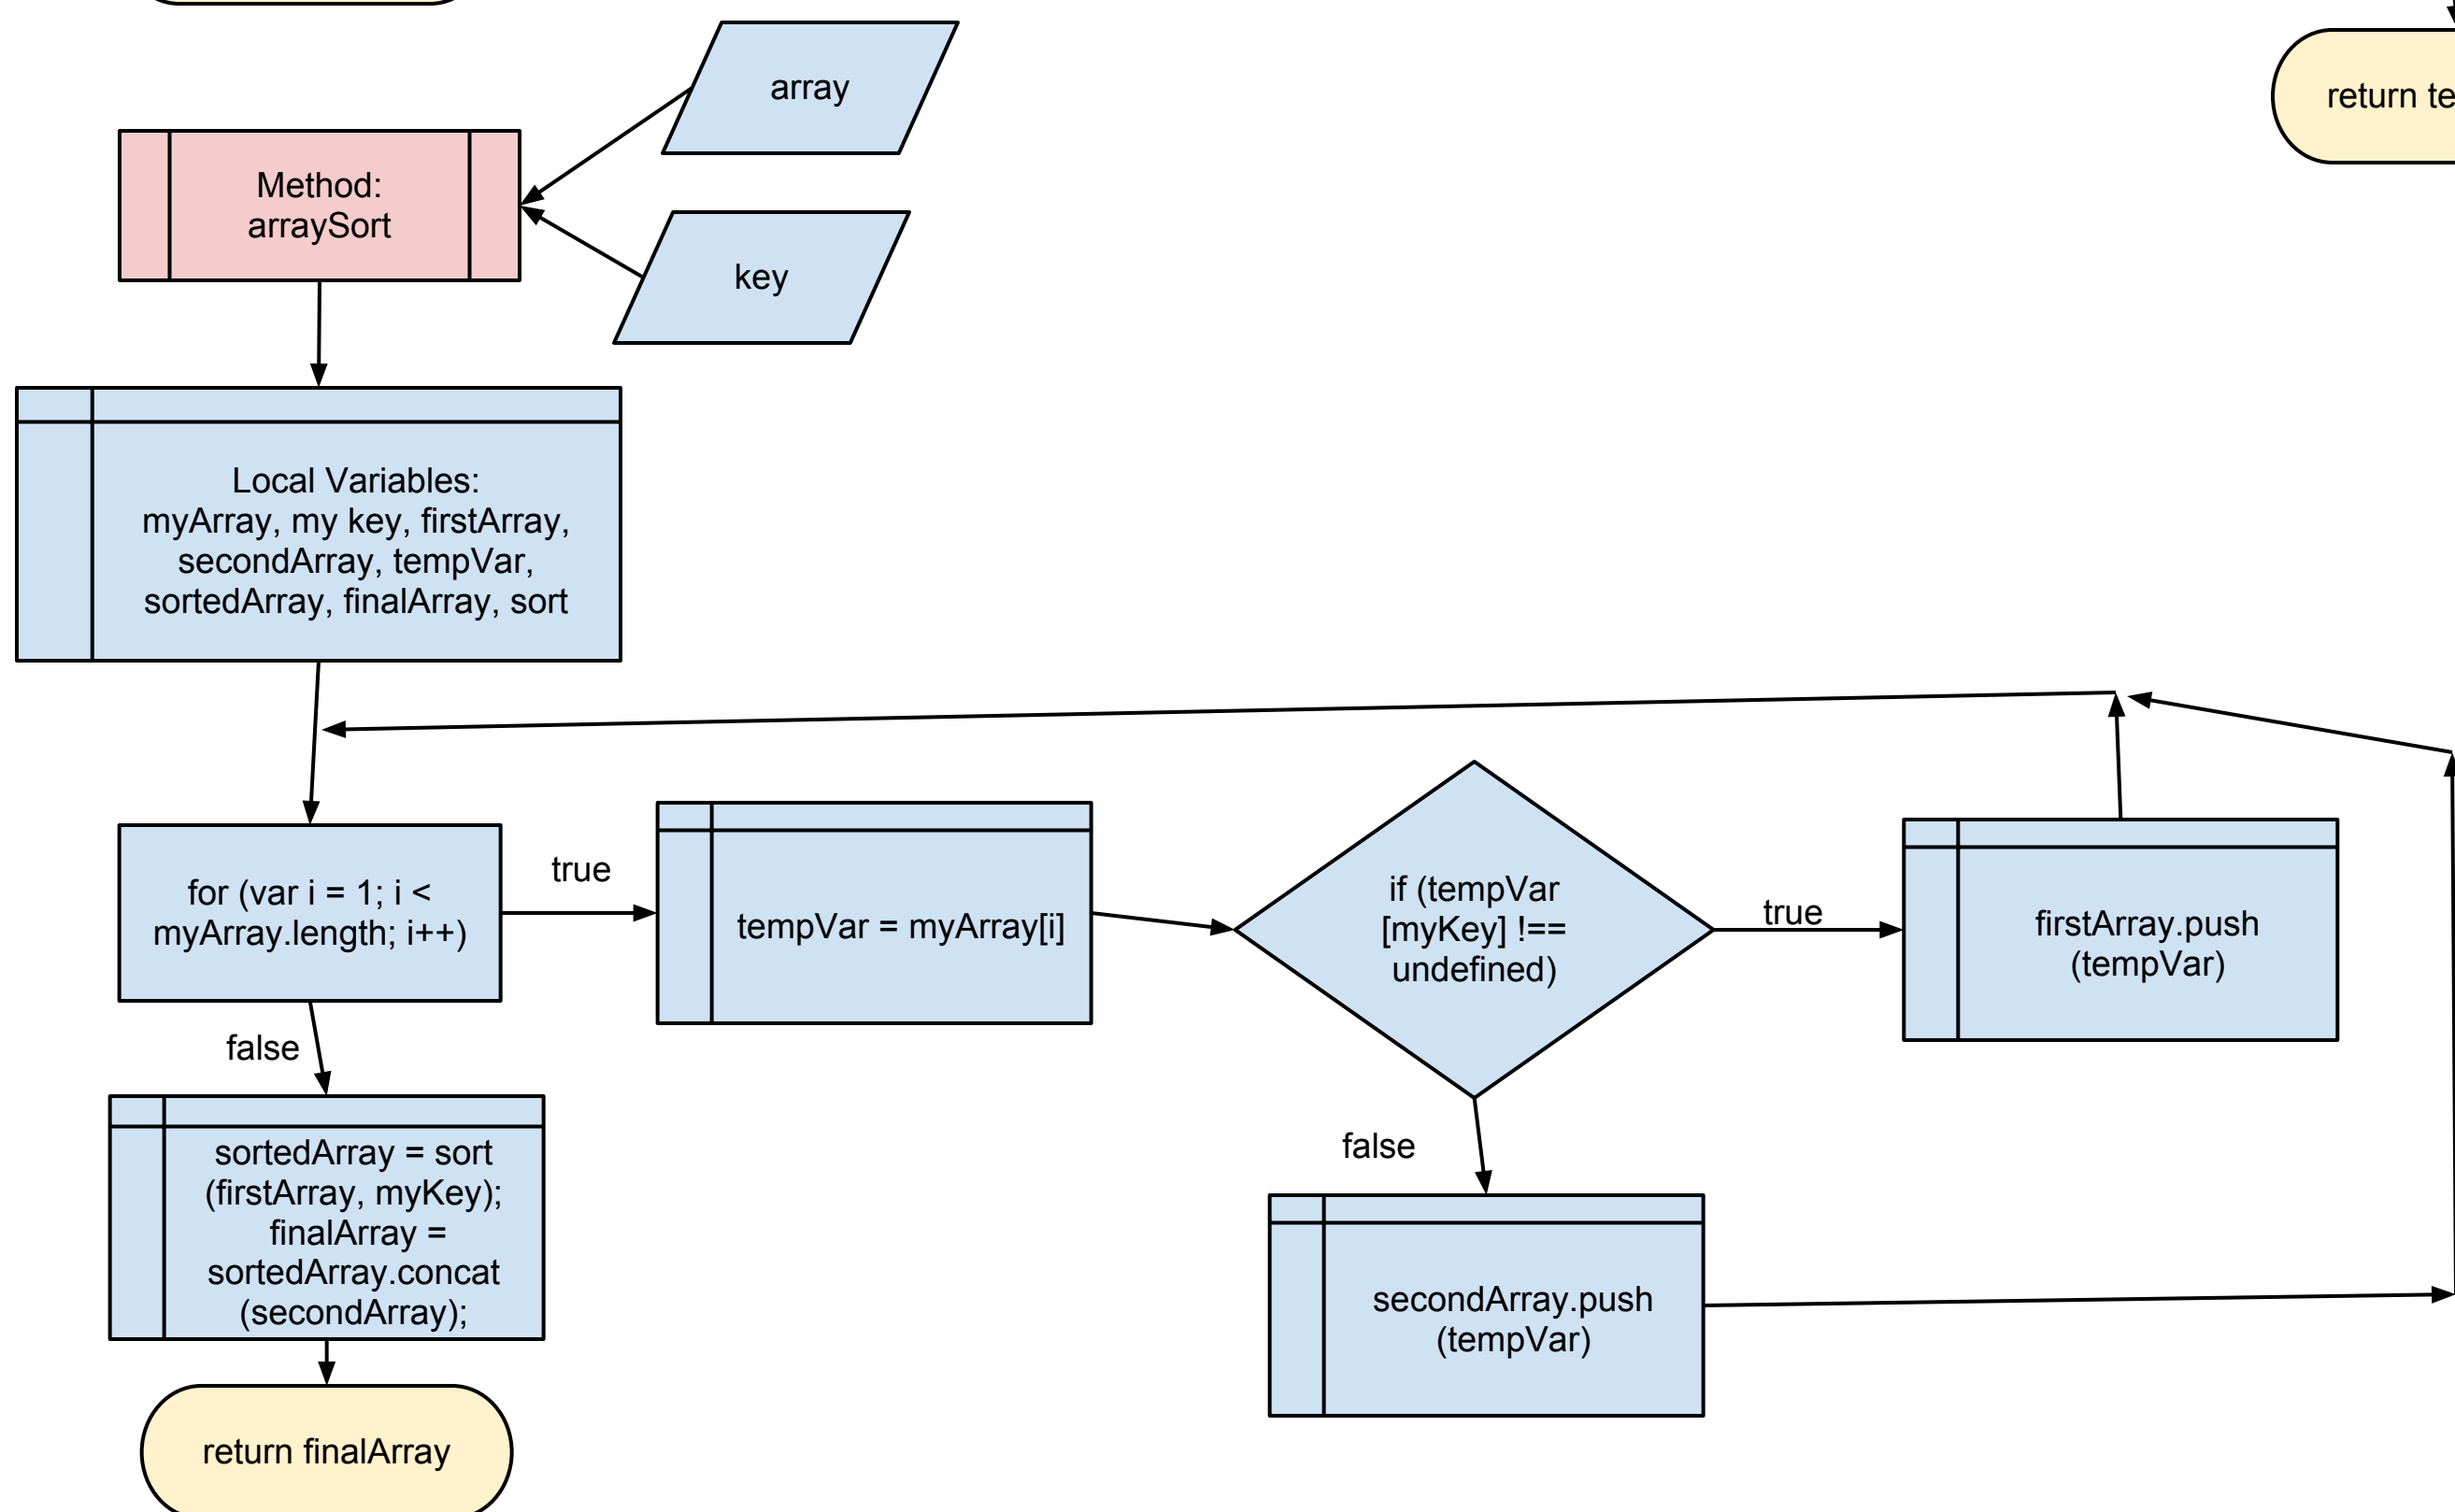 array
return te
Method:
arraySort
key
Local Variables:
myArray, my key, firstArray,
secondArray, tempVar,
sortedArray, finalArray, sort
for (var i = 1; i <
myArray.length; i++)
true
tempVar = myArray[i]
if (tempVar
[myKey] !==
undefined)
true
firstArray.push
(tempVar)
false
false
sortedArray = sort
(firstArray, myKey);
finalArray =
sortedArray.concat
(secondArray);
secondArray.push
(tempVar)
return finalArray